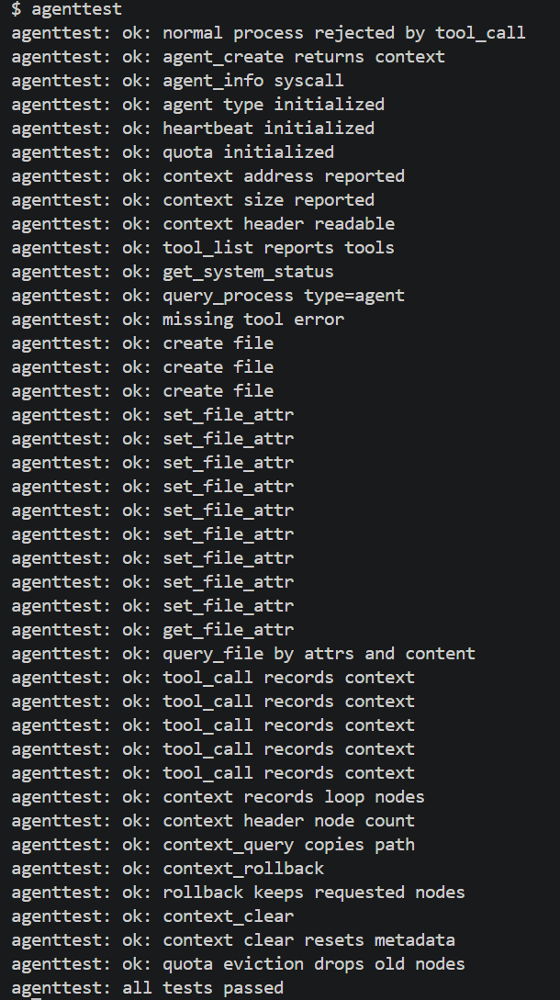 $ agenttest
agenttest: ok: normal process rejected by tool_call
agenttest: ok: agent_create returns context
agenttest: ok: agent_info syscall
agenttest: ok: agent type initialized
agenttest: ok: heartbeat initialized
agenttest: ok: quota initialized
agenttest: ok: context address reported
agenttest: ok: context size reported
agenttest: ok: context header readable
agenttest: ok: tool_list reports tools
agenttest: ok: get_system_status
agenttest: ok: query_process type=agent
agenttest: ok: missing tool error
agenttest: ok: create file
agenttest: ok: create file
agenttest: ok: create file
agenttest: ok: set_file_attr
agenttest: ok: set_file_attr
agenttest: ok: set_file_attr
agenttest: ok: set_file_attr
agenttest: ok: set_file_attr
agenttest: ok: set_file_attr
agenttest: ok: set_file_attr
agenttest: ok: set_file_attr
agenttest: ok: set_file_attr
agenttest: ok: get_file_attr
agenttest: ok: query_file by attrs and content
agenttest: ok: tool_call records context
agenttest: ok: tool_call records context
agenttest: ok: tool_call records context
agenttest: ok: tool_call records context
agenttest: ok: tool_call records context
agenttest: ok: context records loop nodes
agenttest: ok: context header node count
agenttest: ok: context_query copies path
agenttest: ok: context_rollback
agenttest: ok: rollback keeps requested nodes
agenttest: ok: context_clear
agenttest: ok: context clear resets metadata
agenttest: ok: quota eviction drops old nodes
agenttest: all tests passed